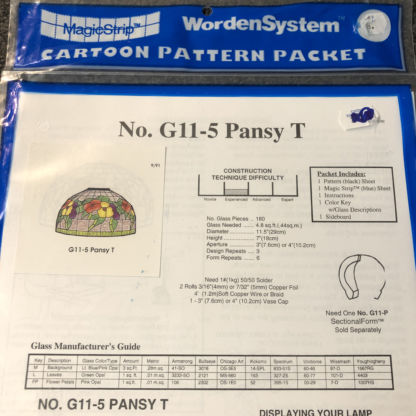 MagicStrip™
WordenSystem™
CARTOON PATTERN PACKET
No. G11-5 Pansy T
9/91
G11-5 Pansy T
CONSTRUCTION
TECHNIQUE DIFFICULTY
Novice Experienced Advanced Expert
No. Glass Pieces .. 180
Glass Needed ...... 4.8 sq.ft.(.44sq.m.)
Diameter .............. 11.5"(29cm)
Height ................... 7"(18cm)
Aperture ............... 3"(7.6cm) or 4"(10.2cm)
Design Repeats .... 3
Form Repeats ....... 6
Packet Includes:
1 Pattern (black) Sheet
1 Magic Strip™ (blue) Sheet
1 Instructions
1 Color Key
w/Glass Descriptions
1 Sideboard
Need 1#(1kg) 50/50 Solder
2 Rolls 3/16"(4mm) or 7/32" (5mm) Copper Foil
4' (1.2m)Soft Copper Wire or Braid
1 - 3" (7.6cm) or 4" (10.2cm) Vase Cap
Need One No. G11-P
SectionalForm™
Sold Separately
Glass Manufacturer's Guide
Key Description Glass Color/Type Amount Metric Armstrong Bullseye Chicago Art Kokomo Spectrum Uroboros Wissmach Youghiogheny
M Background Lt. Blue/Pink Opal
L Leaves Green Opal
FP Flower Petals Pink Opal
NO. G11-5 PANSY T
DISPLAYING YOUR LAMP